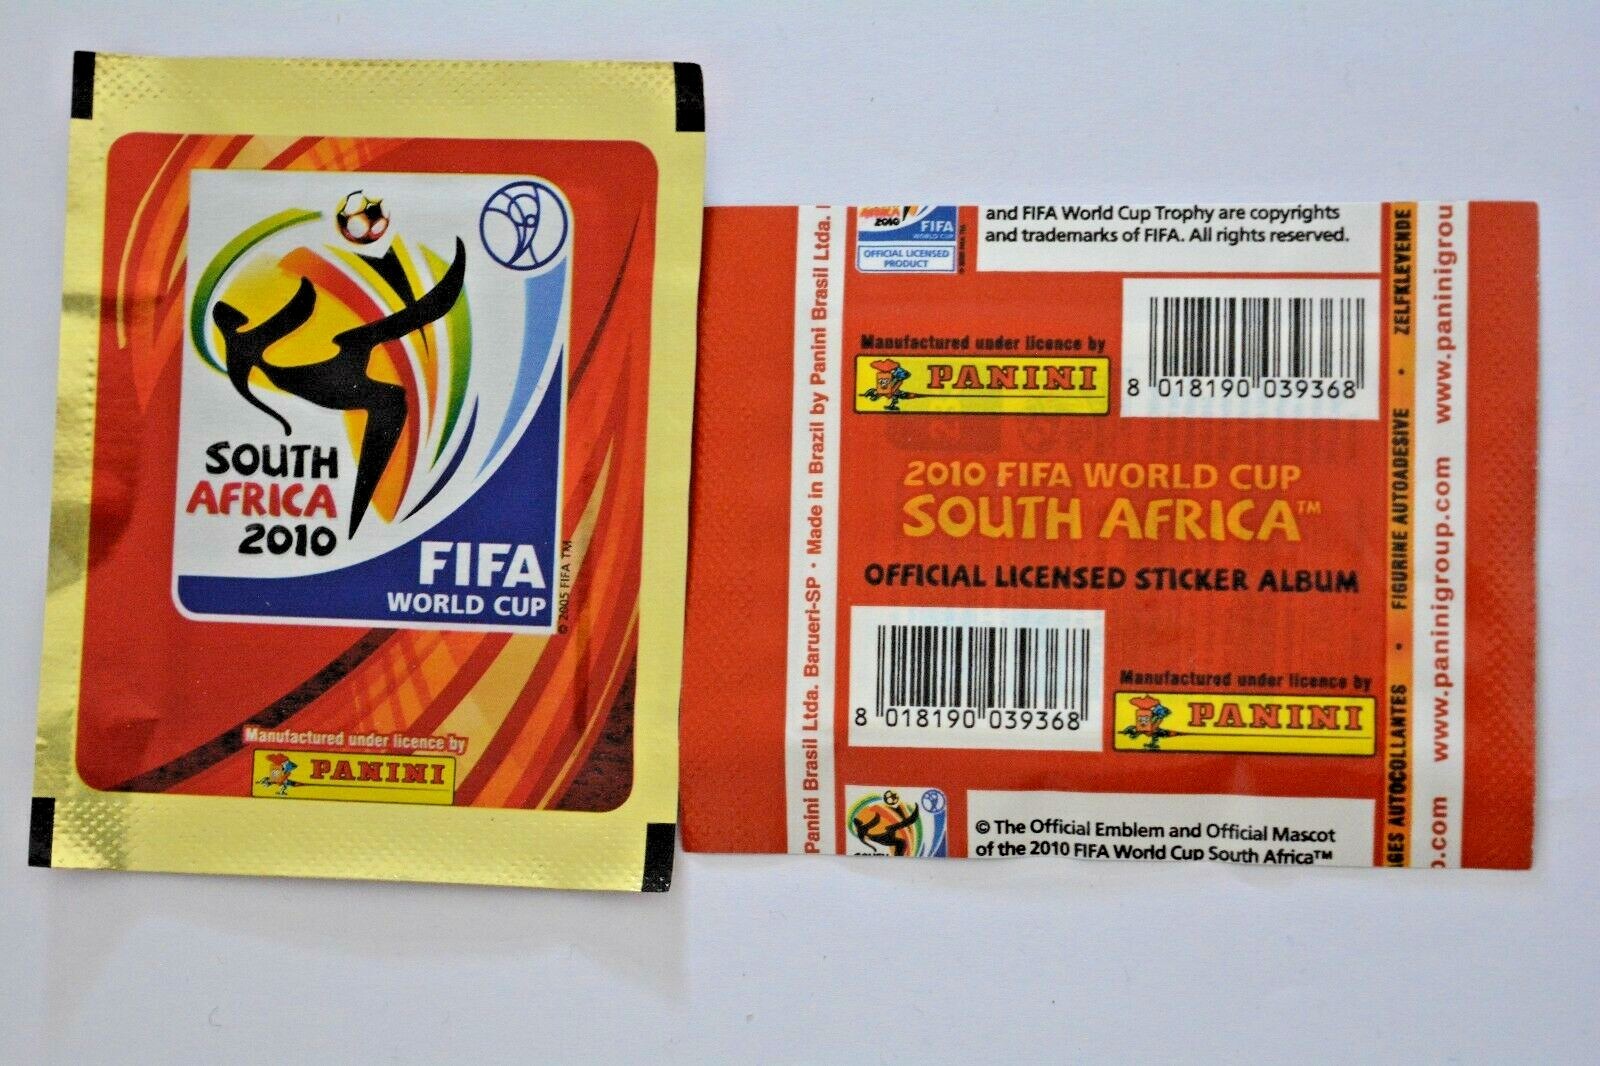 SOUTH
AFRICA
2010
FIFA
WORLD CUP
© 2005 FIFA TM
Manufactured under licence by
PANINI
Panini Brasil Ltda. Barueri-SP • Made in Brazil by Panini Brasil Ltda.
AFRICA
2010
FIFA
WORLD CUP
OFFICIAL LICENSED
PRODUCT
and FIFA World Cup Trophy are copyrights
and trademarks of FIFA. All rights reserved.
Manufactured under licence by
PANINI
8 018190 039368
2010 FIFA WORLD CUP
SOUTH AFRICA™
OFFICIAL LICENSED STICKER ALBUM
8 018190 039368
Manufactured under licence by
PANINI
© The Official Emblem and Official Mascot
of the 2010 FIFA World Cup South Africa™
GES AUTOCOLLANTES • FIGURINE AUTOADESIVE • ZELFKLEVENDE
.com www.paninigroup.com www.paninigrou